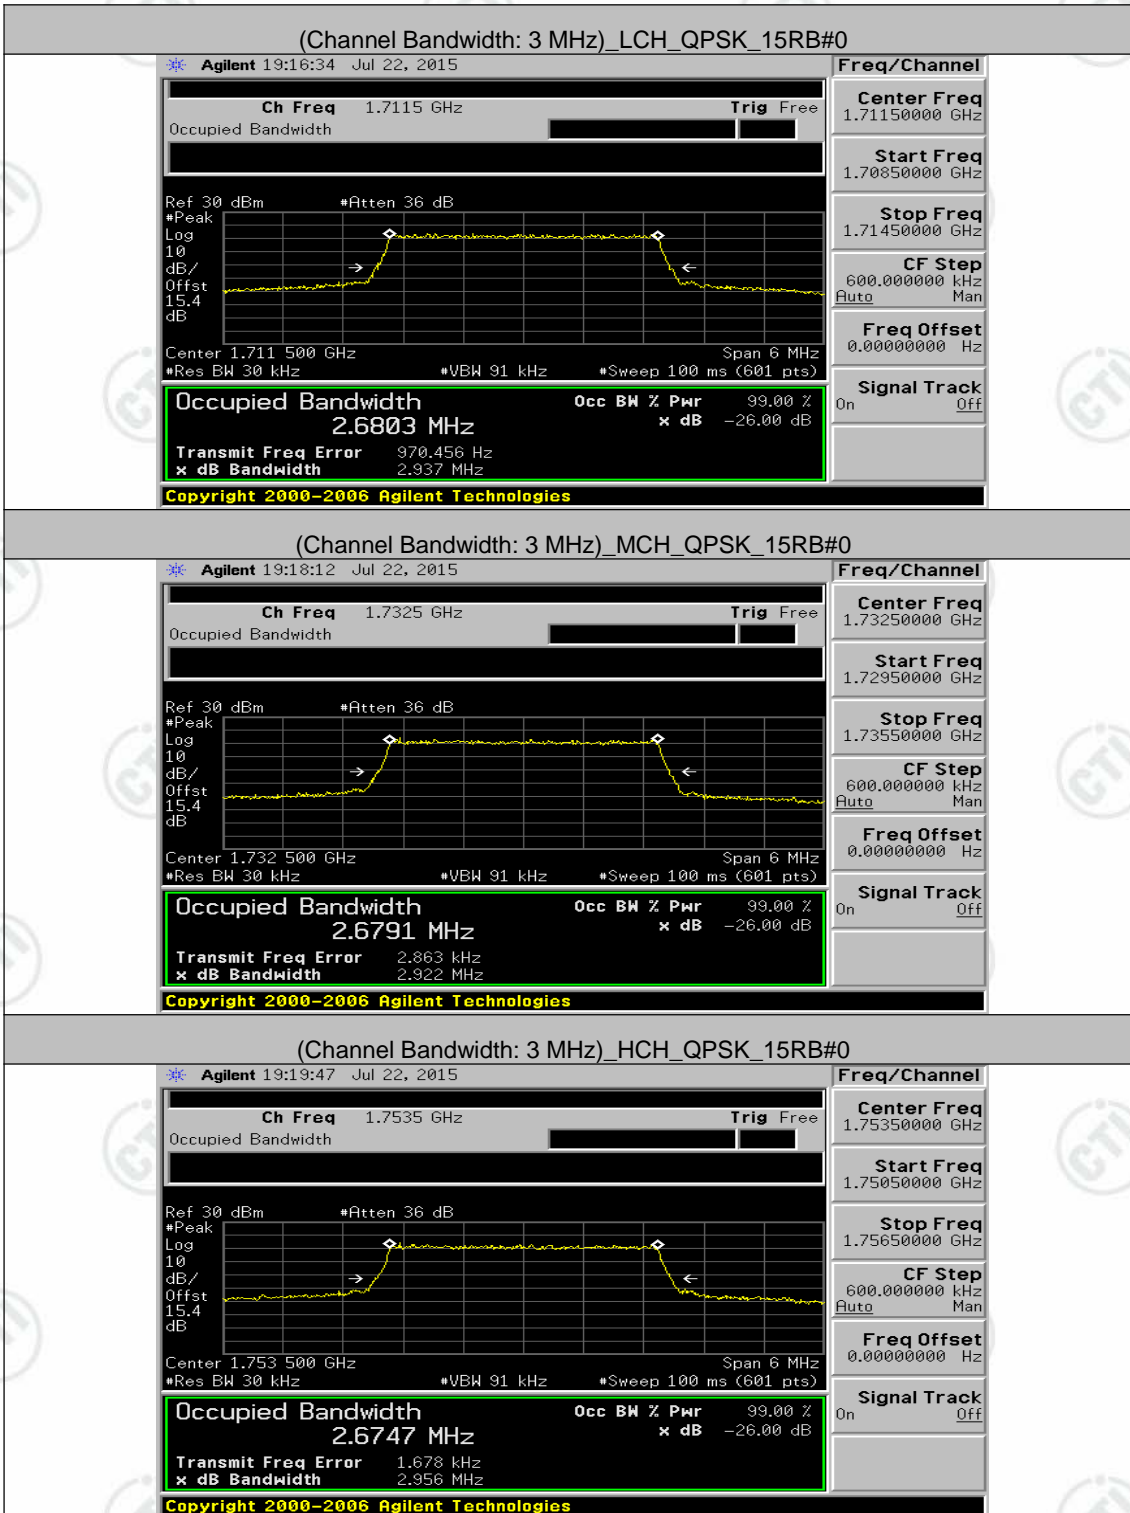 (Channel Bandwidth: 3 MHz)_LCH_QPSK_15RB#0
Agilent 19:16:34 Jul 22, 2015
Freq/Channel
Ch Freq 1.7115 GHz Trig Free
Occupied Bandwidth
Center Freq
1.71150000 GHz
Start Freq
1.70850000 GHz
Stop Freq
1.71450000 GHz
CF Step
600.000000 kHz
Auto Man
Freq Offset
0.00000000 Hz
Signal Track
On Off
Ref 30 dBm #Atten 36 dB
#Peak
Log
10
dB/
Offst
15.4
dB
Center 1.711 500 GHz Span 6 MHz
#Res BW 30 kHz #VBW 91 kHz #Sweep 100 ms (601 pts)
Occupied Bandwidth Occ BW % Pwr 99.00 %
2.6803 MHz x dB -26.00 dB
Transmit Freq Error 970.456 Hz
x dB Bandwidth 2.937 MHz
Copyright 2000-2006 Agilent Technologies
(Channel Bandwidth: 3 MHz)_MCH_QPSK_15RB#0
Agilent 19:18:12 Jul 22, 2015
Freq/Channel
Ch Freq 1.7325 GHz Trig Free
Occupied Bandwidth
Center Freq
1.73250000 GHz
Start Freq
1.72950000 GHz
Stop Freq
1.73550000 GHz
CF Step
600.000000 kHz
Auto Man
Freq Offset
0.00000000 Hz
Signal Track
On Off
Ref 30 dBm #Atten 36 dB
#Peak
Log
10
dB/
Offst
15.4
dB
Center 1.732 500 GHz Span 6 MHz
#Res BW 30 kHz #VBW 91 kHz #Sweep 100 ms (601 pts)
Occupied Bandwidth Occ BW % Pwr 99.00 %
2.6791 MHz x dB -26.00 dB
Transmit Freq Error 2.863 kHz
x dB Bandwidth 2.922 MHz
Copyright 2000-2006 Agilent Technologies
(Channel Bandwidth: 3 MHz)_HCH_QPSK_15RB#0
Agilent 19:19:47 Jul 22, 2015
Freq/Channel
Ch Freq 1.7535 GHz Trig Free
Occupied Bandwidth
Center Freq
1.75350000 GHz
Start Freq
1.75050000 GHz
Stop Freq
1.75650000 GHz
CF Step
600.000000 kHz
Auto Man
Freq Offset
0.00000000 Hz
Signal Track
On Off
Ref 30 dBm #Atten 36 dB
#Peak
Log
10
dB/
Offst
15.4
dB
Center 1.753 500 GHz Span 6 MHz
#Res BW 30 kHz #VBW 91 kHz #Sweep 100 ms (601 pts)
Occupied Bandwidth Occ BW % Pwr 99.00 %
2.6747 MHz x dB -26.00 dB
Transmit Freq Error 1.678 kHz
x dB Bandwidth 2.956 MHz
Copyright 2000-2006 Agilent Technologies
CTI
CTI
CTI
CTI
CTI
CTI